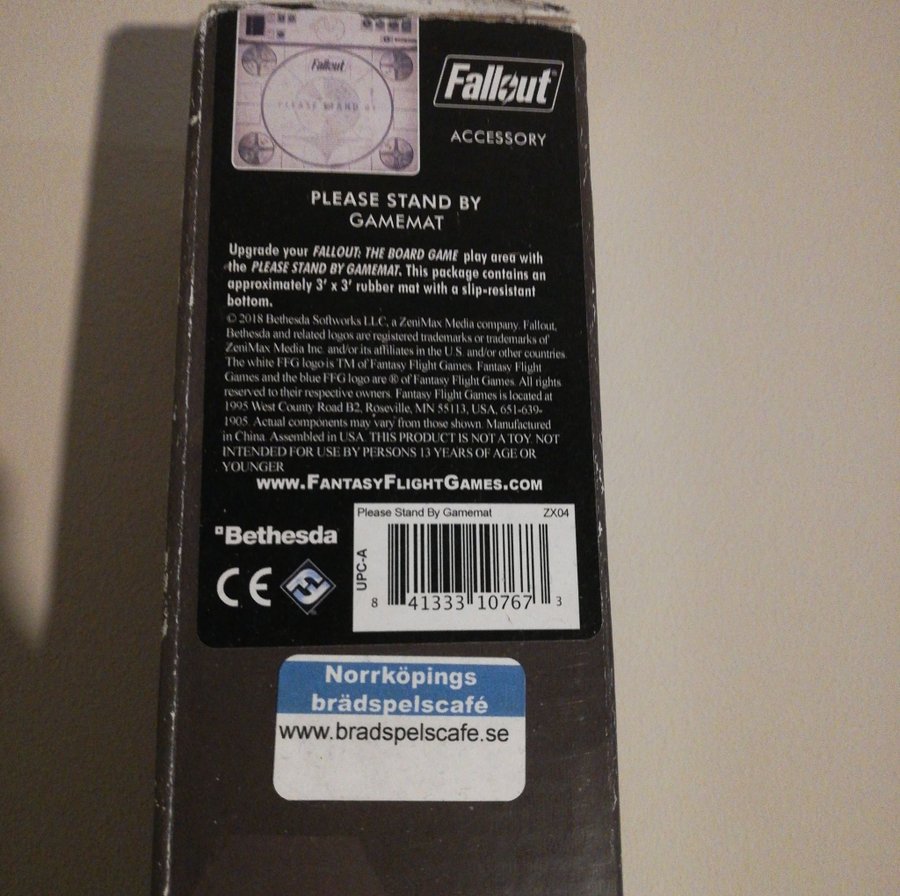 Fallout
PLEASE STAND BY
Fallout
ACCESSORY
PLEASE STAND BY
GAMEMAT
Upgrade your FALLOUT: THE BOARD GAME play area with
the PLEASE STAND BY GAMEMAT. This package contains an
approximately 3' x 3' rubber mat with a slip-resistant
bottom.
© 2018 Bethesda Softworks LLC, a ZeniMax Media company. Fallout,
Bethesda and related logos are registered trademarks or trademarks of
ZeniMax Media Inc. and/or its affiliates in the U.S. and/or other countries.
The white FFG logo is TM of Fantasy Flight Games. Fantasy Flight
Games and the blue FFG logo are ® of Fantasy Flight Games. All rights
reserved to their respective owners. Fantasy Flight Games is located at
1995 West County Road B2, Roseville, MN 55113, USA. 651-639-
1905. Actual components may vary from those shown. Manufactured
in China. Assembled in USA. THIS PRODUCT IS NOT A TOY. NOT
INTENDED FOR USE BY PERSONS 13 YEARS OF AGE OR
YOUNGER
www.FantasyFlightGames.com
Bethesda
CE
Please Stand By Gamemat ZX04
UPC-A
8 41333 10767 3
Norrköpings
brädspelscafé
www.bradspelscafe.se